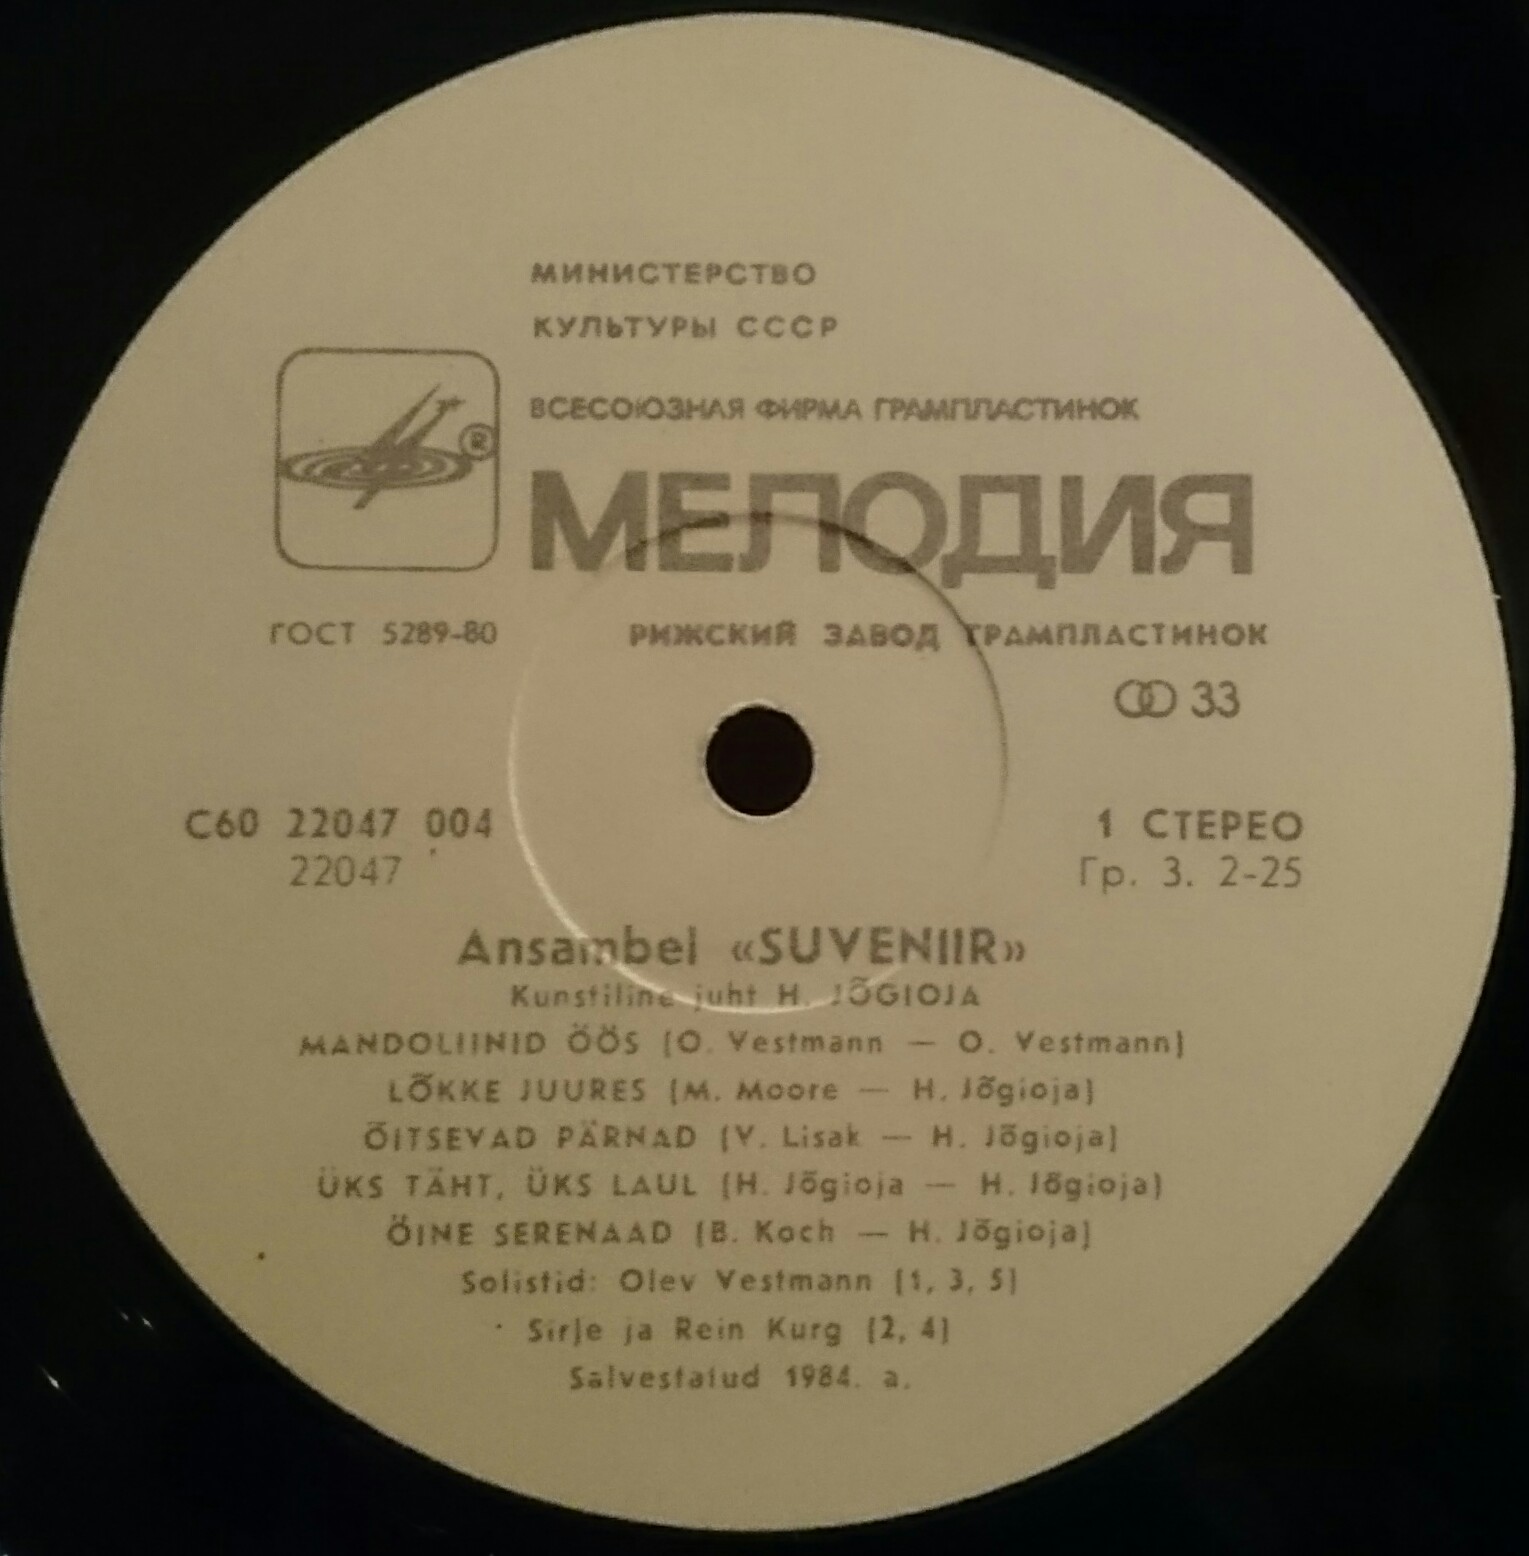 МИНИСТЕРСТВО
КУЛЬТУРЫ СССР
ВСЕСОЮЗНАЯ ФИРМА ГРАМПЛАСТИНОК
®
МЕЛОДИЯ
ГОСТ 5289-80 РИЖСКИЙ ЗАВОД ГРАМПЛАСТИНОК
33
С60 22047 004 1 СТЕРЕО
22047 Гр. 3. 2-25
Ansambel «SUVENIIR»
Kunstiline juht H. JÕGIOJA
MANDOLIINID ÖÖS (O. Vestmann — O. Vestmann)
LÕKKE JUURES (M. Moore — H. Jõgioja)
ÕITSEVAD PÄRNAD (V. Lisak — H. Jõgioja)
ÜKS TÄHT, ÜKS LAUL (H. Jõgioja — H. Jõgioja)
ÖINE SERENAAD (B. Koch — H. Jõgioja)
Solistid: Olev Vestmann (1, 3, 5)
Sirje ja Rein Kurg (2, 4)
Salvestatud 1984. a.